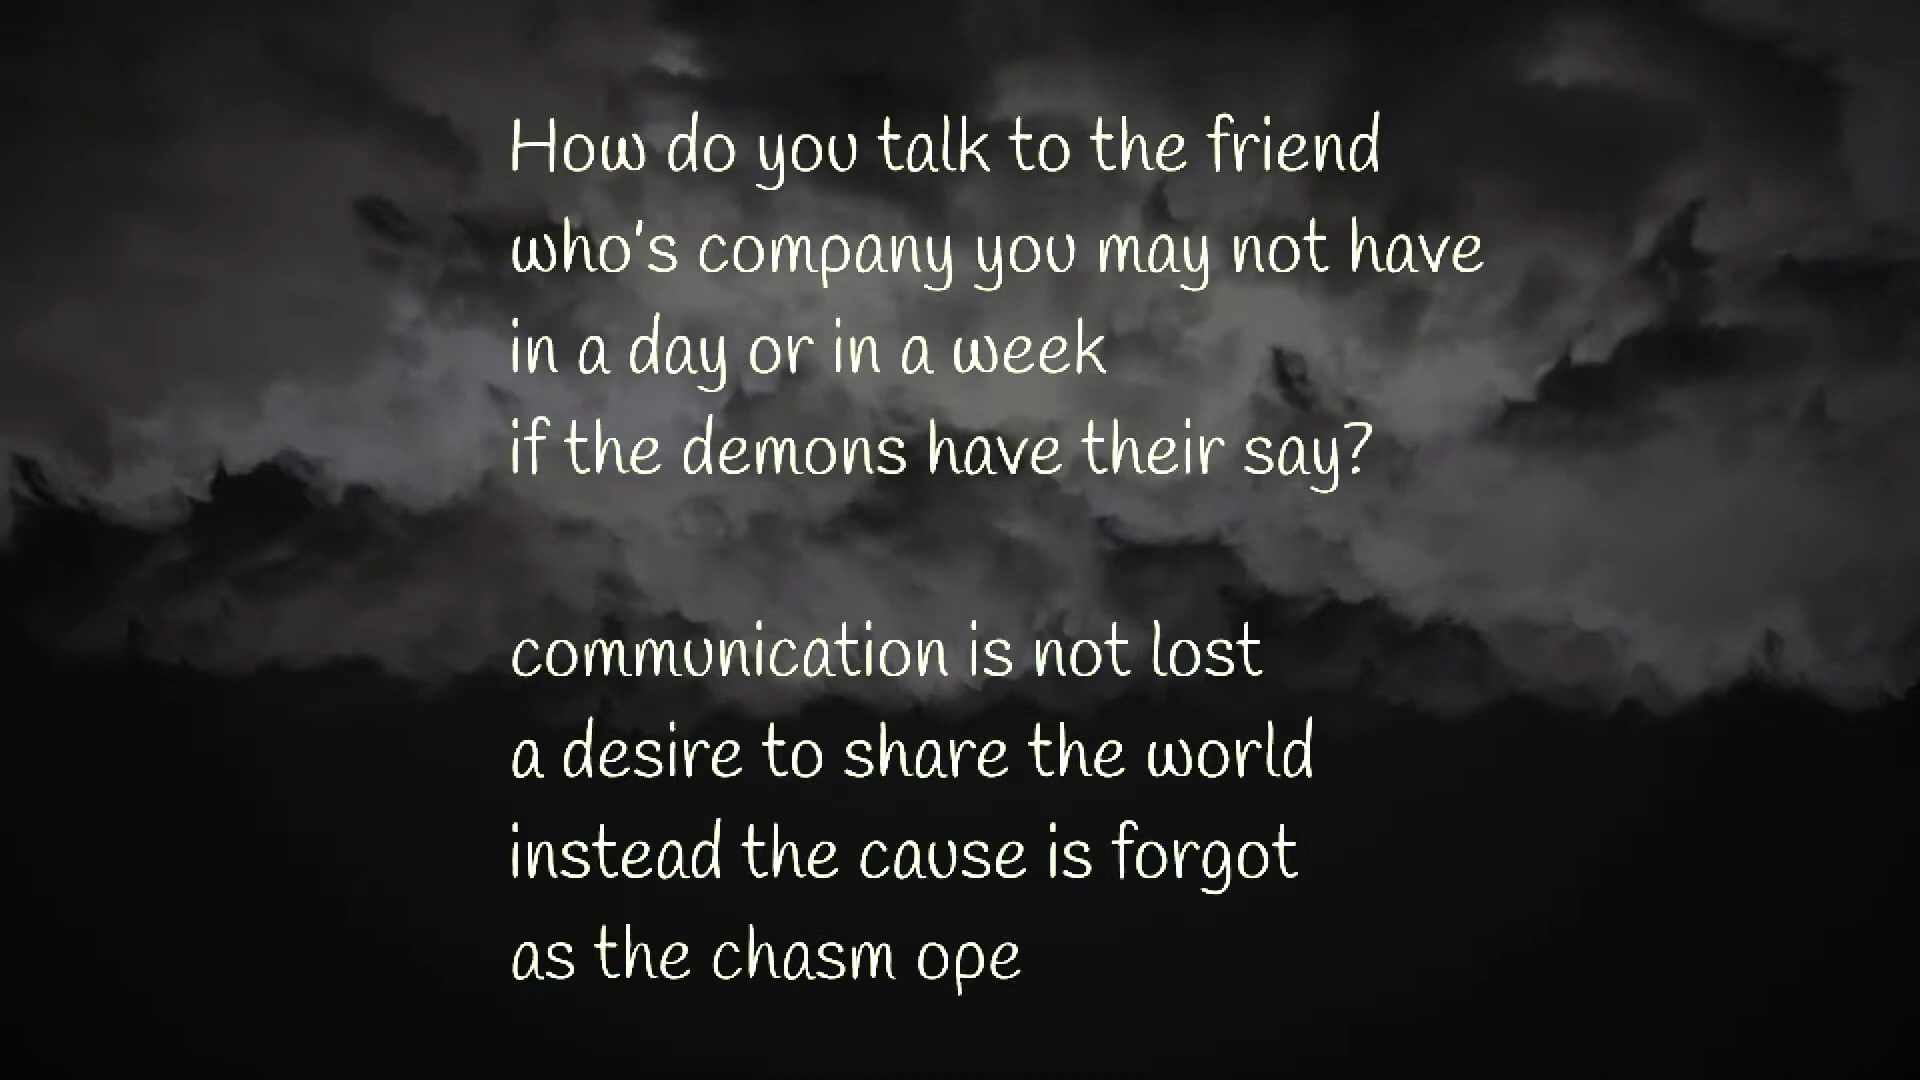 How do you talk to the friend
who's company you may not have
in a day or in a week
if the demons have their say?
communication is not lost
a desire to share the world
instead the cause is forgot
as the chasm ope